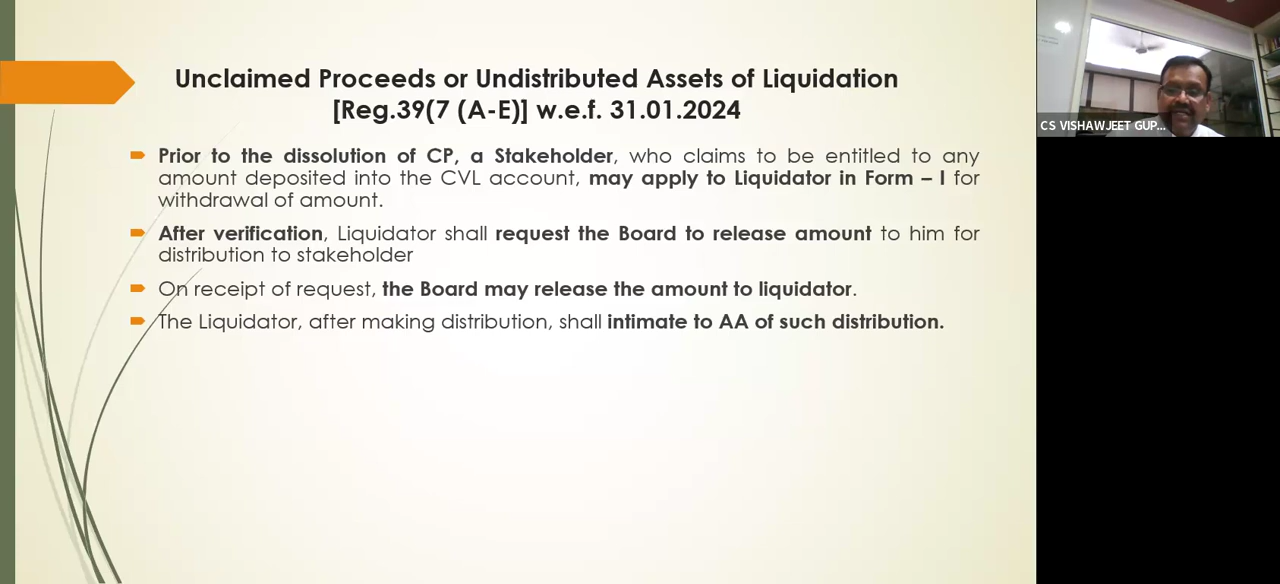 Unclaimed Proceeds or Undistributed Assets of Liquidation
[Reg.39(7 (A-E)] w.e.f. 31.01.2024
Prior to the dissolution of CP, a Stakeholder, who claims to be entitled to any
amount deposited into the CVL account, may apply to Liquidator in Form – I for
withdrawal of amount.
After verification, Liquidator shall request the Board to release amount to him for
distribution to stakeholder
On receipt of request, the Board may release the amount to liquidator.
The Liquidator, after making distribution, shall intimate to AA of such distribution.
CS VISHAWJEET GUP...